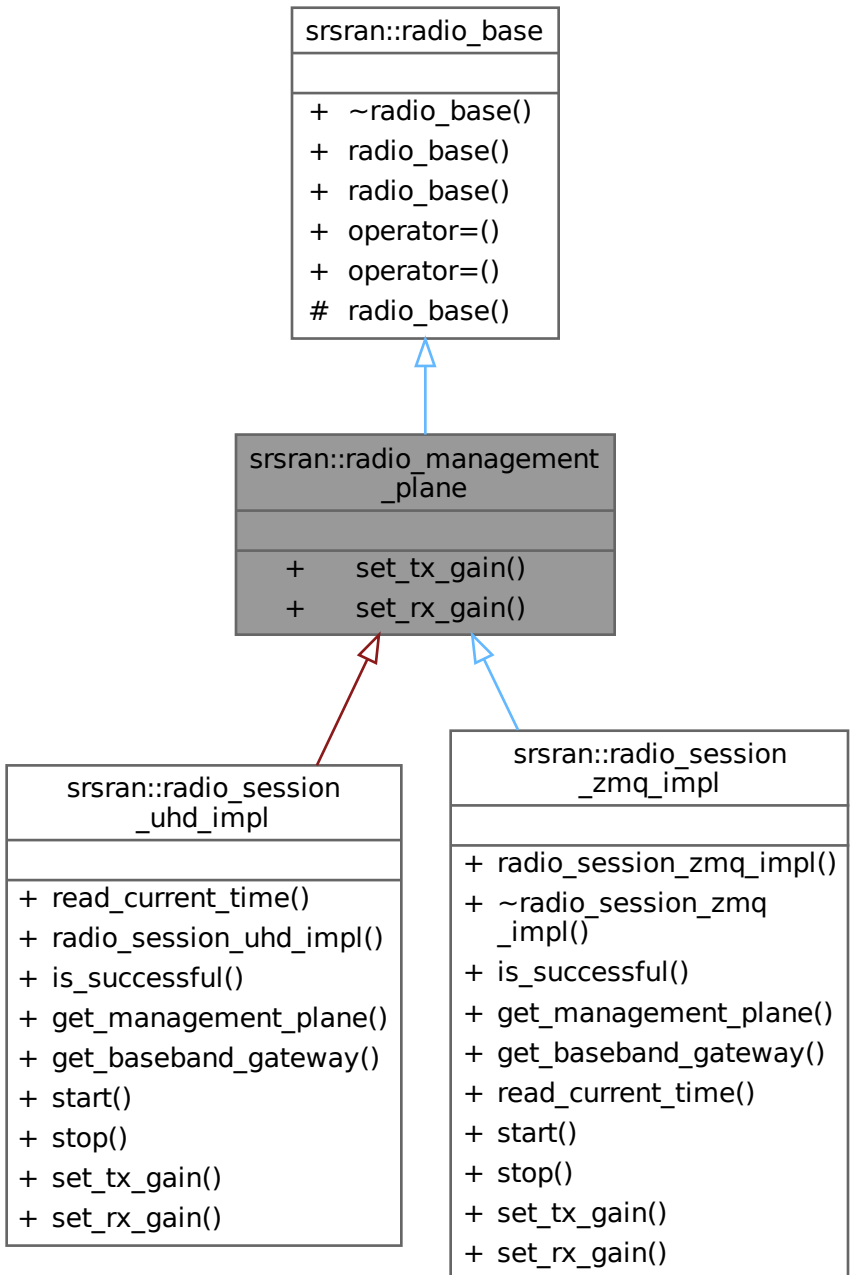 srsran::radio_base
+ ~radio_base()
+ radio_base()
+ radio_base()
+ operator=()
+ operator=()
# radio_base()
srsran::radio_management
_plane
+ set_tx_gain()
+ set_rx_gain()
srsran::radio_session
_uhd_impl
+ read_current_time()
+ radio_session_uhd_impl()
+ is_successful()
+ get_management_plane()
+ get_baseband_gateway()
+ start()
+ stop()
+ set_tx_gain()
+ set_rx_gain()
srsran::radio_session
_zmq_impl
+ radio_session_zmq_impl()
+ ~radio_session_zmq
_impl()
+ is_successful()
+ get_management_plane()
+ get_baseband_gateway()
+ read_current_time()
+ start()
+ stop()
+ set_tx_gain()
+ set_rx_gain()